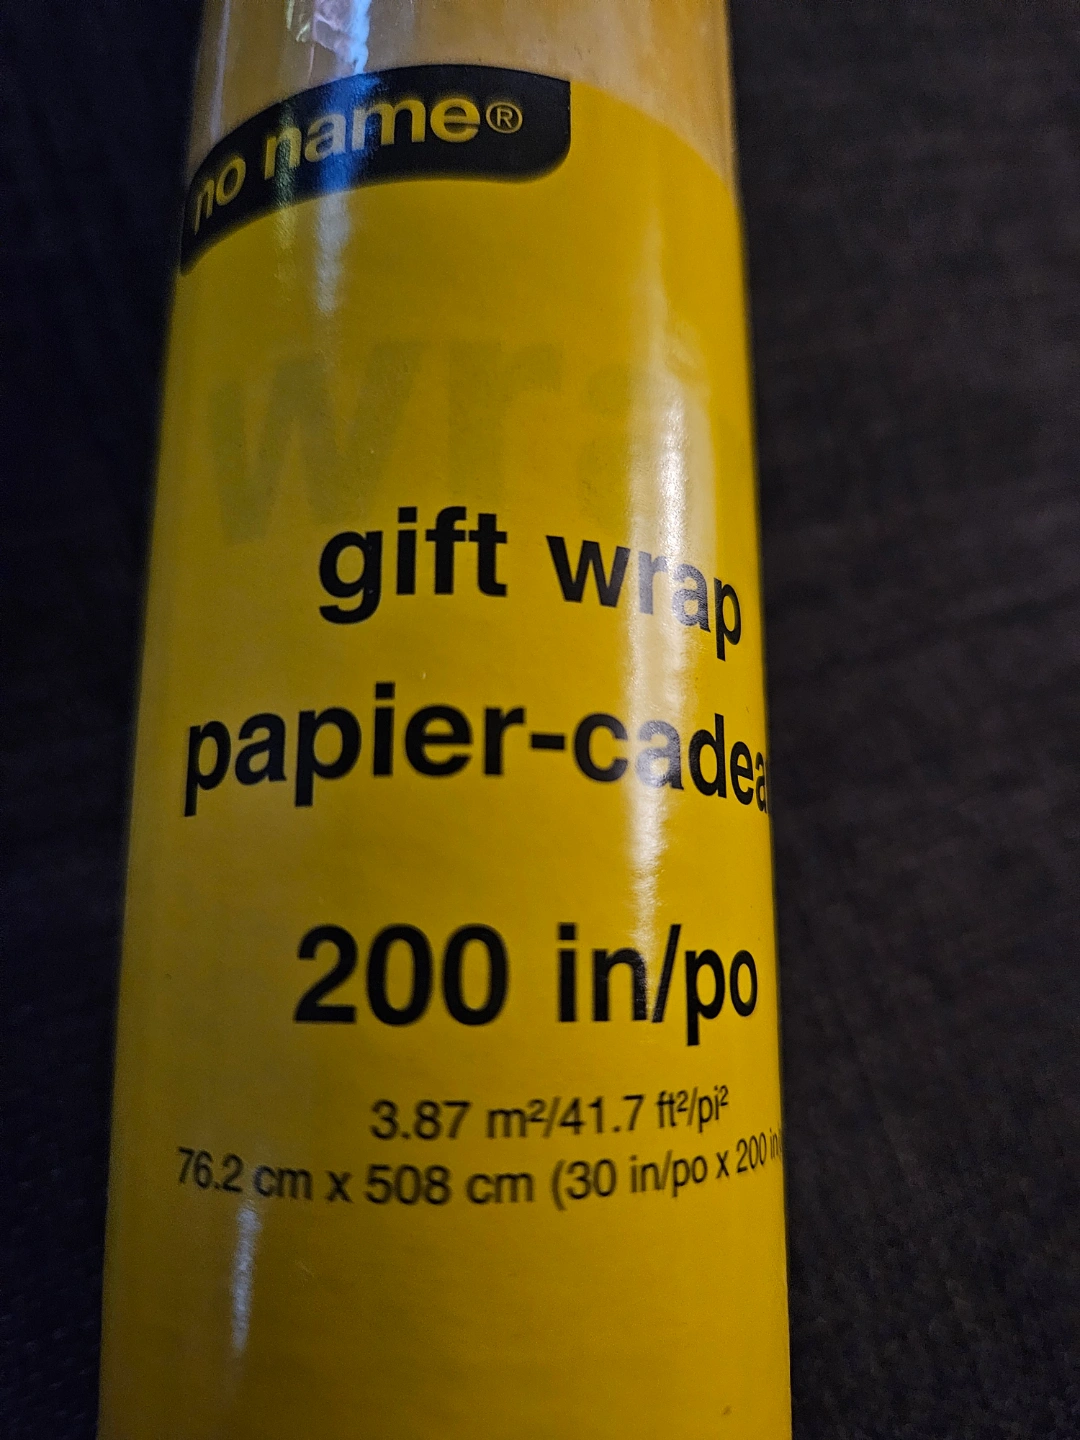 no name®
wra
gift wrap
papier-cadea
200 in/po
3.87 m²/41.7 ft²/pi²
76.2 cm x 508 cm (30 in/po x 200 in/